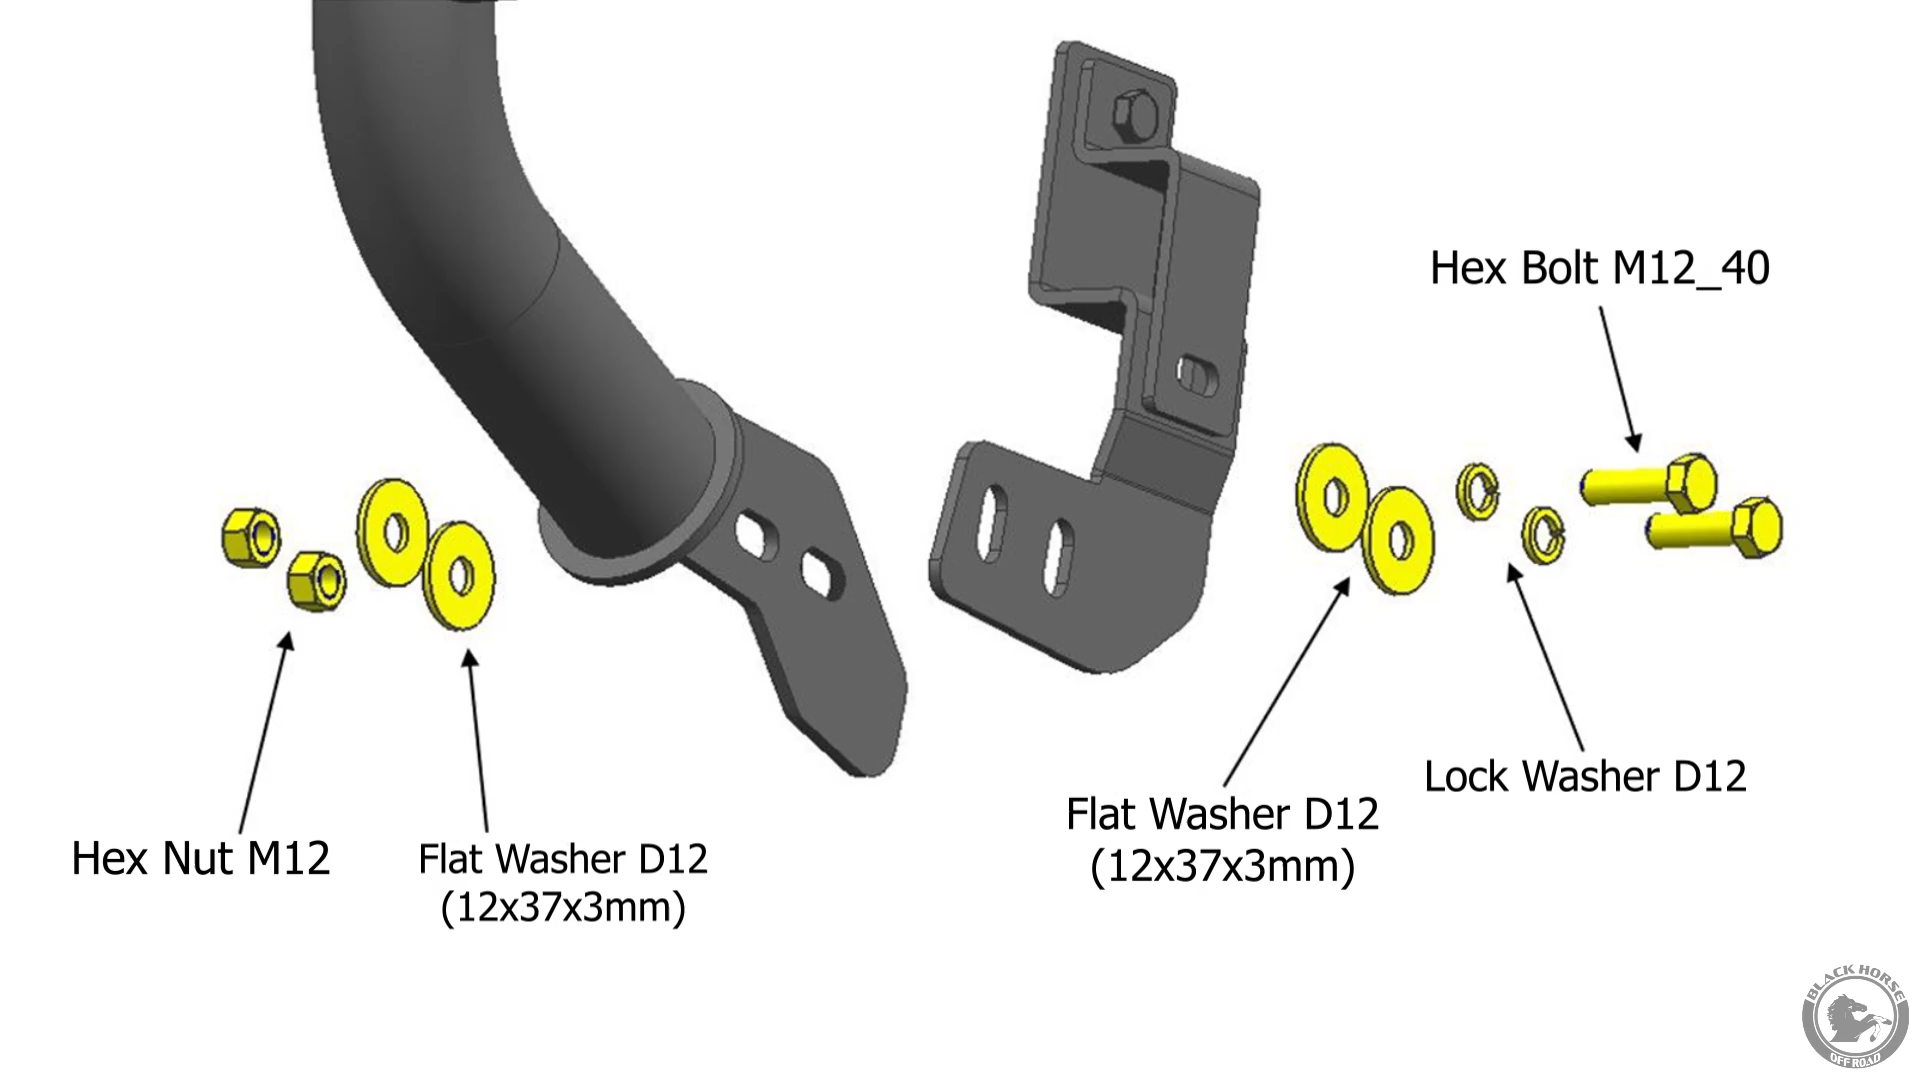 Hex Bolt M12_40
Lock Washer D12
Flat Washer D12
(12x37x3mm)
Hex Nut M12
Flat Washer D12
(12x37x3mm)
BLACK HORSE
OFF ROAD